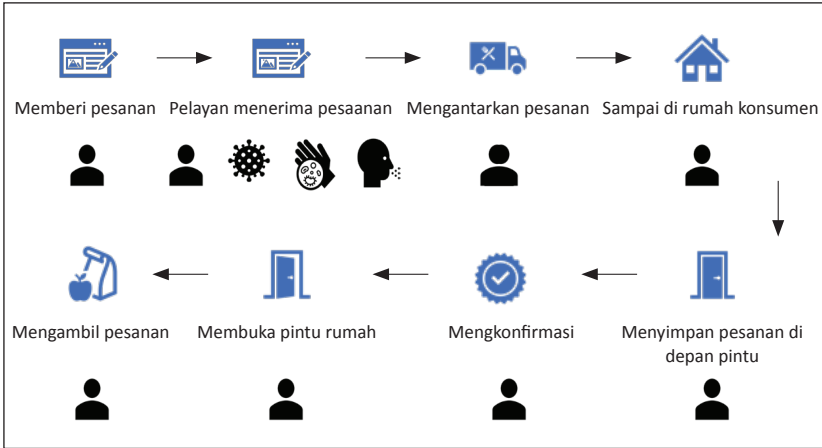 Memberi pesanan
Pelayan menerima pesaanan
Mengantarkan pesanan
Sampai di rumah konsumen
Mengambil pesanan
Membuka pintu rumah
Mengkonfirmasi
Menyimpan pesanan di
depan pintu